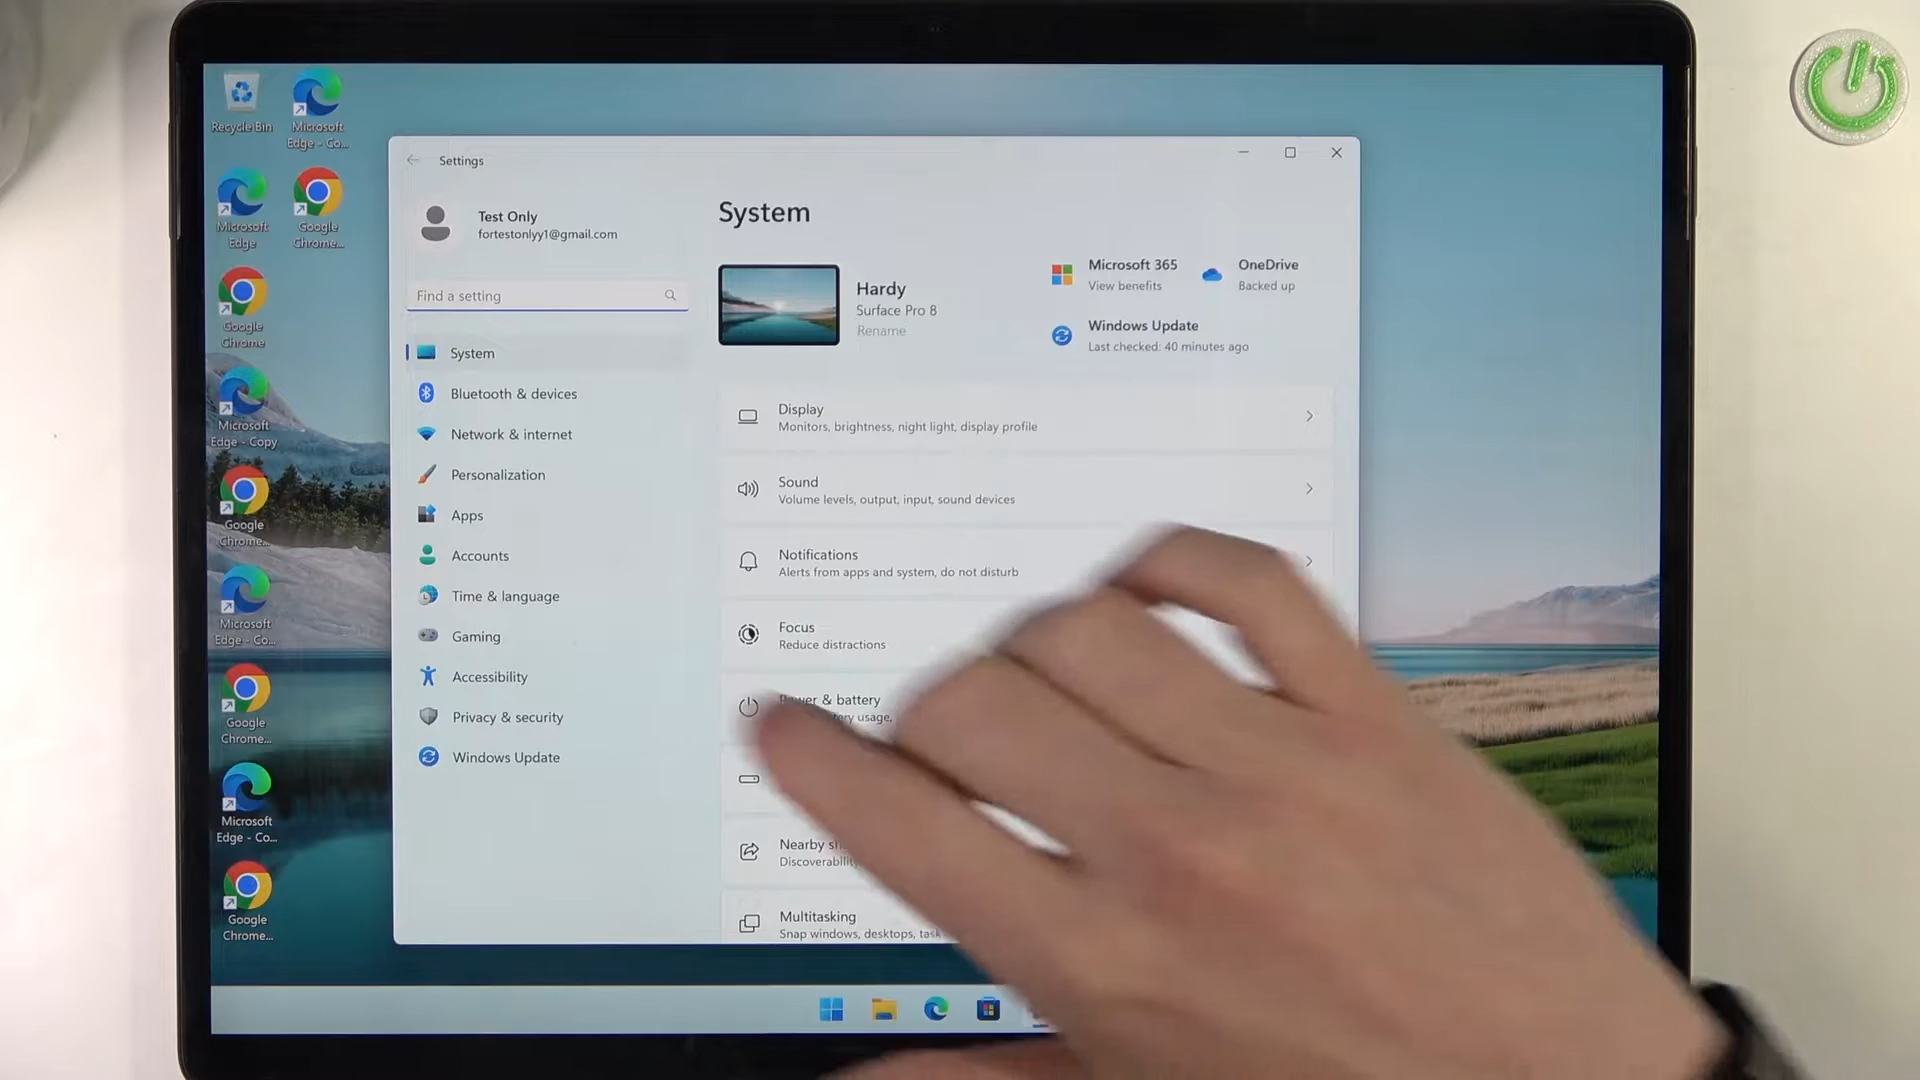 Recycle Bin
Microsoft
Edge - Co...
Microsoft
Edge
Google
Chrome...
Google
Chrome
Microsoft
Edge - Copy
Google
Chrome...
Microsoft
Edge - Co...
Google
Chrome...
Microsoft
Edge - Co...
Google
Chrome...
Settings
Test Only
fortestonlyy1@gmail.com
Find a setting
System
Bluetooth & devices
Network & internet
Personalization
Apps
Accounts
Time & language
Gaming
Accessibility
Privacy & security
Windows Update
System
Hardy
Surface Pro 8
Rename
Microsoft 365
View benefits
OneDrive
Backed up
Windows Update
Last checked: 40 minutes ago
Display
Monitors, brightness, night light, display profile
Sound
Volume levels, output, input, sound devices
Notifications
Alerts from apps and system, do not disturb
Focus
Reduce distractions
Power & battery
usage,
Nearby
Multitasking
Snap windows, desktops,